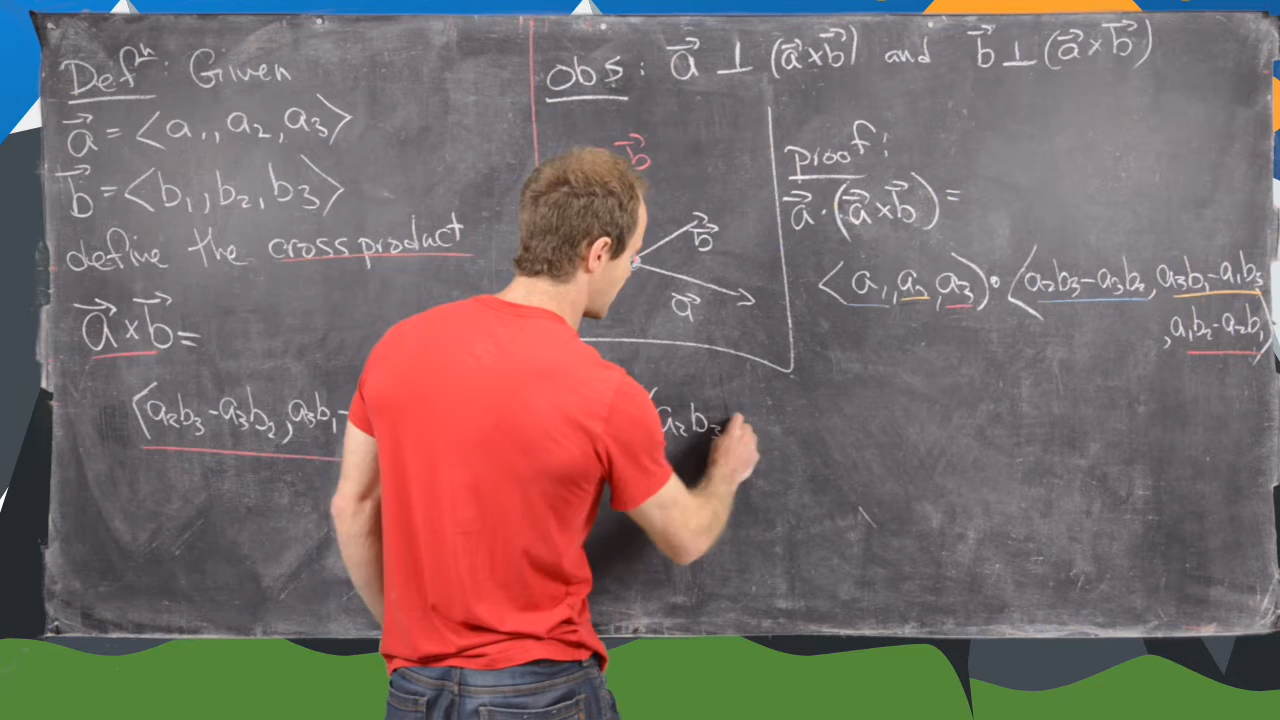 Defⁿ: Given
a⃗ = <a₁, a₂, a₃>
b⃗ = <b₁, b₂, b₃>
define the cross product
a⃗ × b⃗ =
<a₂b₃ - a₃b₂, a₃b₁ -
Obs: a⃗ ⊥ (a⃗ × b⃗) and b⃗ ⊥ (a⃗ × b⃗)
b⃗
b⃗
a⃗
(a₂b₃
proof:
a⃗ · (a⃗ × b⃗) =
<a₁, a₂, a₃> · <a₂b₃ - a₃b₂, a₃b₁ - a₁b₃
, a₁b₂ - a₂b₁>